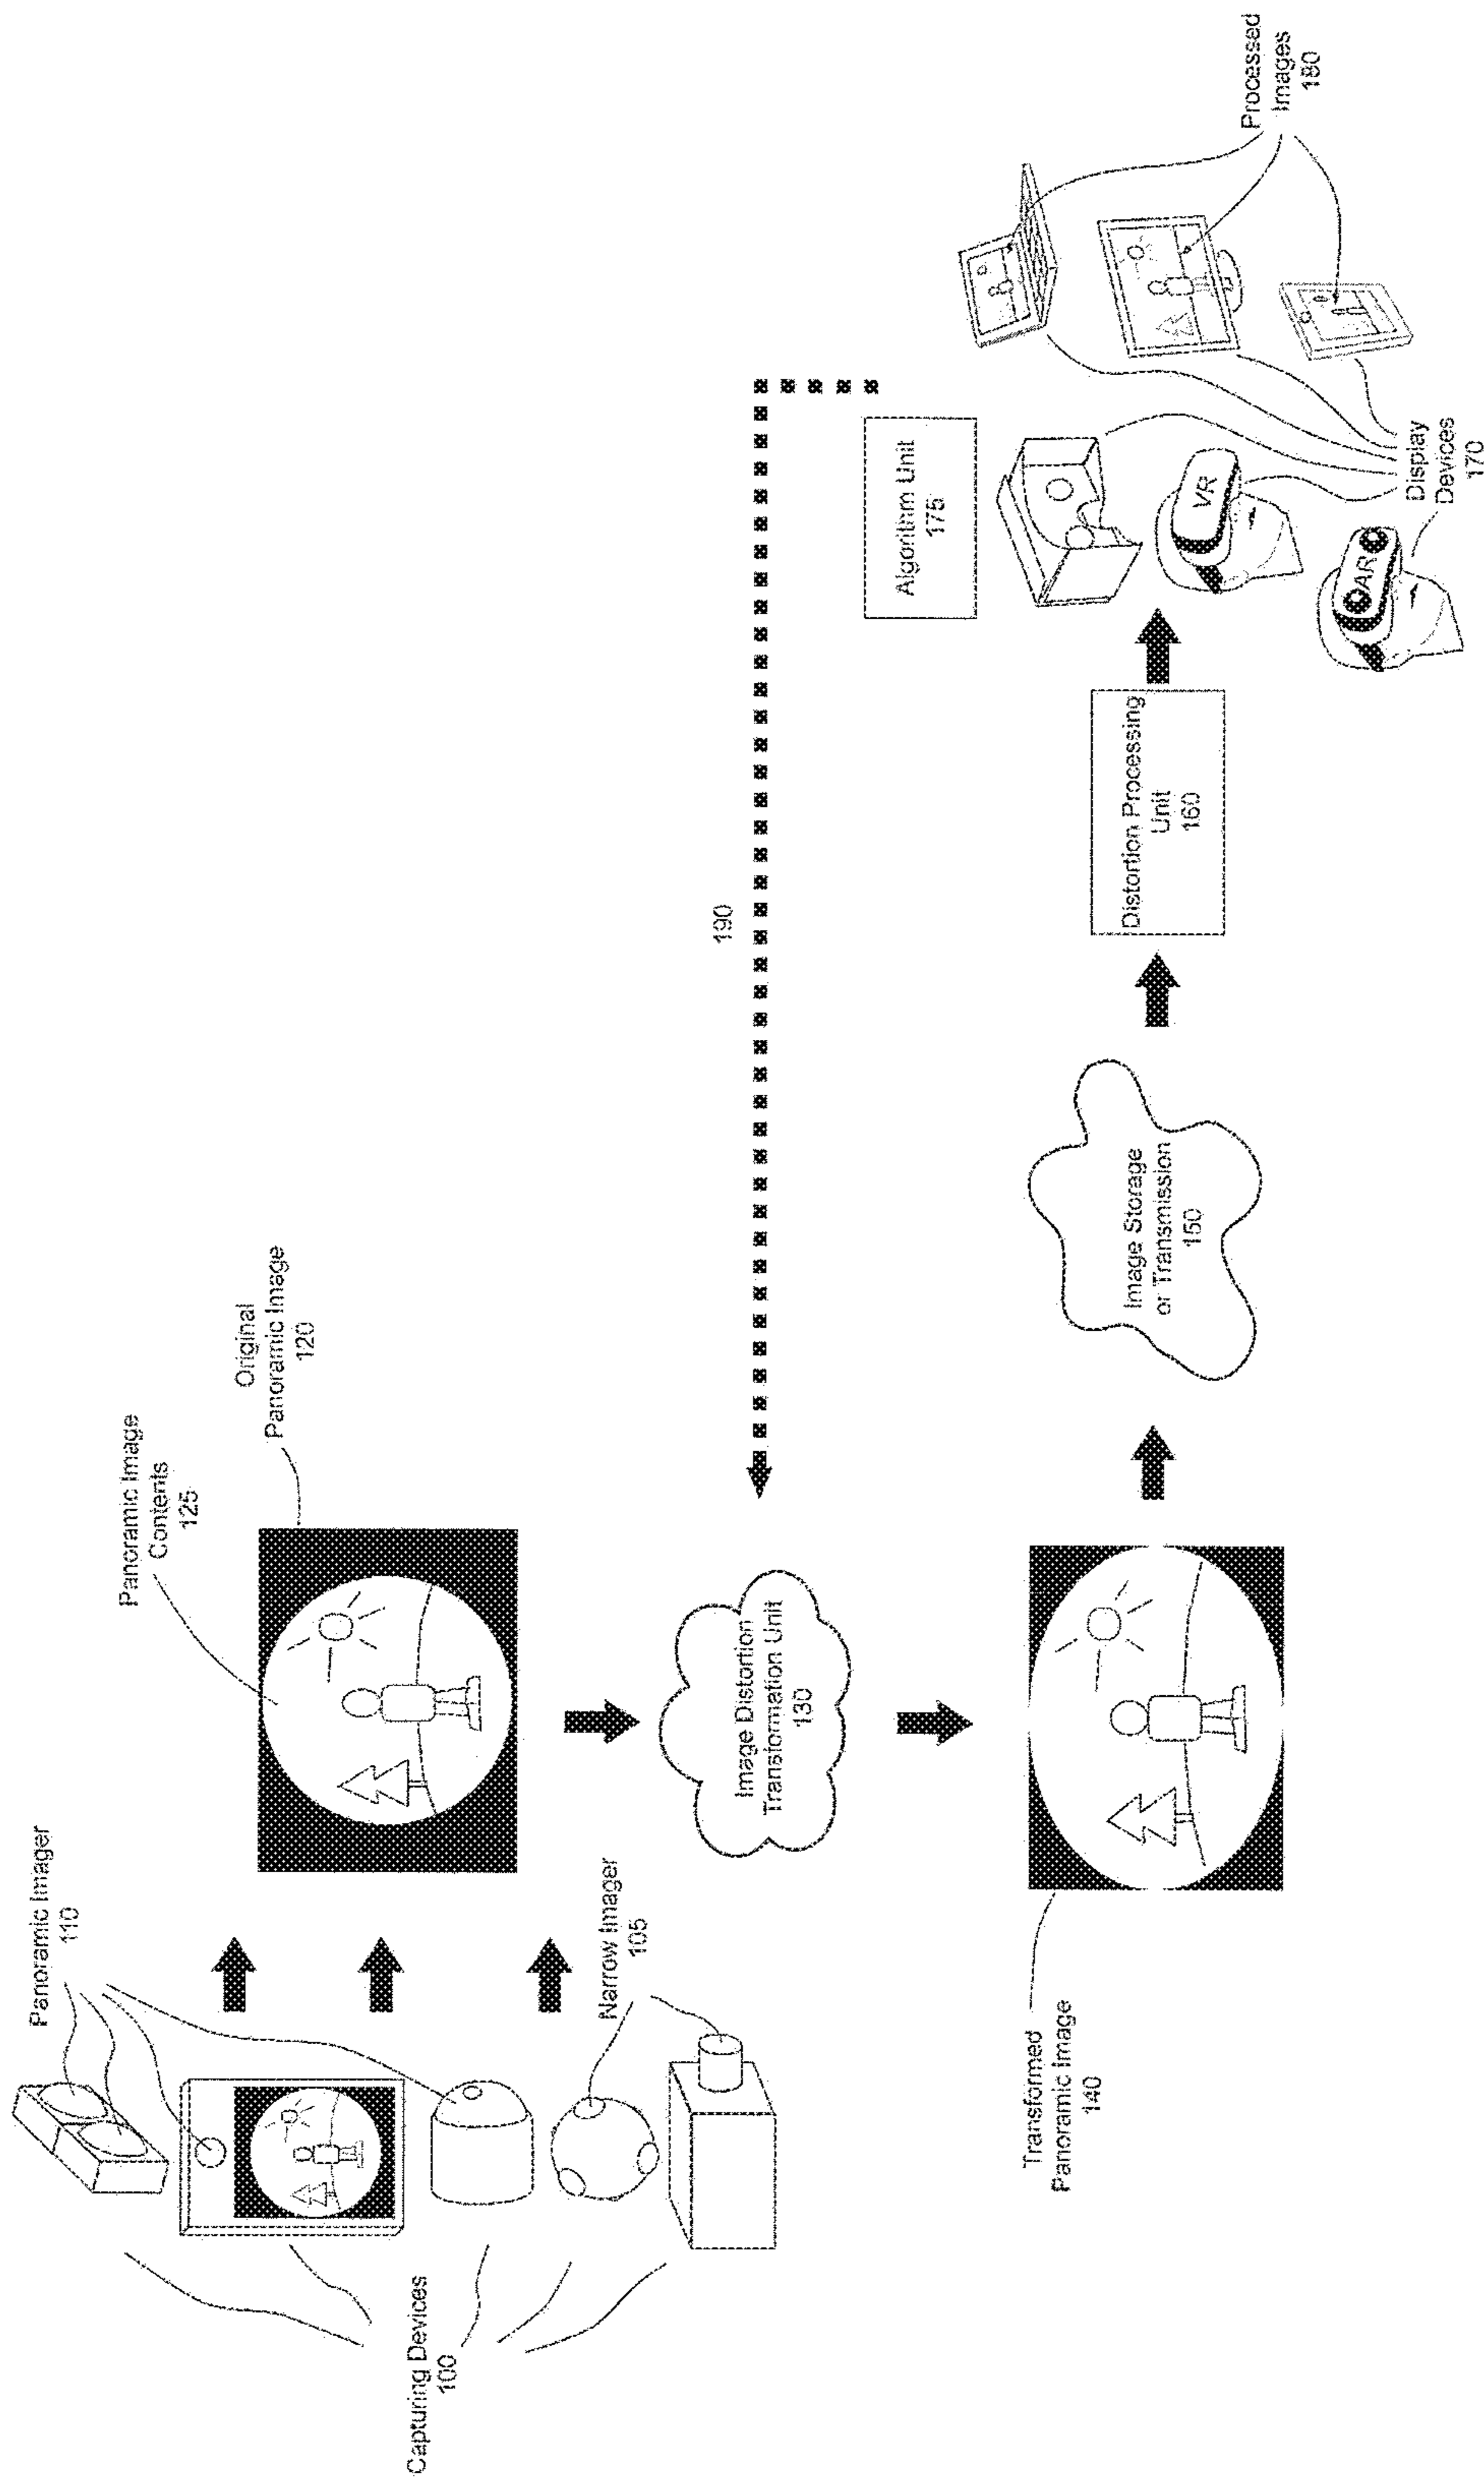 Panoramic Imager
110
Capturing Devices
100
Narrow Imager
105
Panoramic Image
Contents
125
Original
Panoramic Image
120
Image Distortion
Transformation Unit
130
190
Transformed
Panoramic Image
140
Image Storage
or Transmission
150
Distortion Processing
Unit
160
Algorithm Unit
175
VR
AR
Display
Devices
170
Processed
Images
180